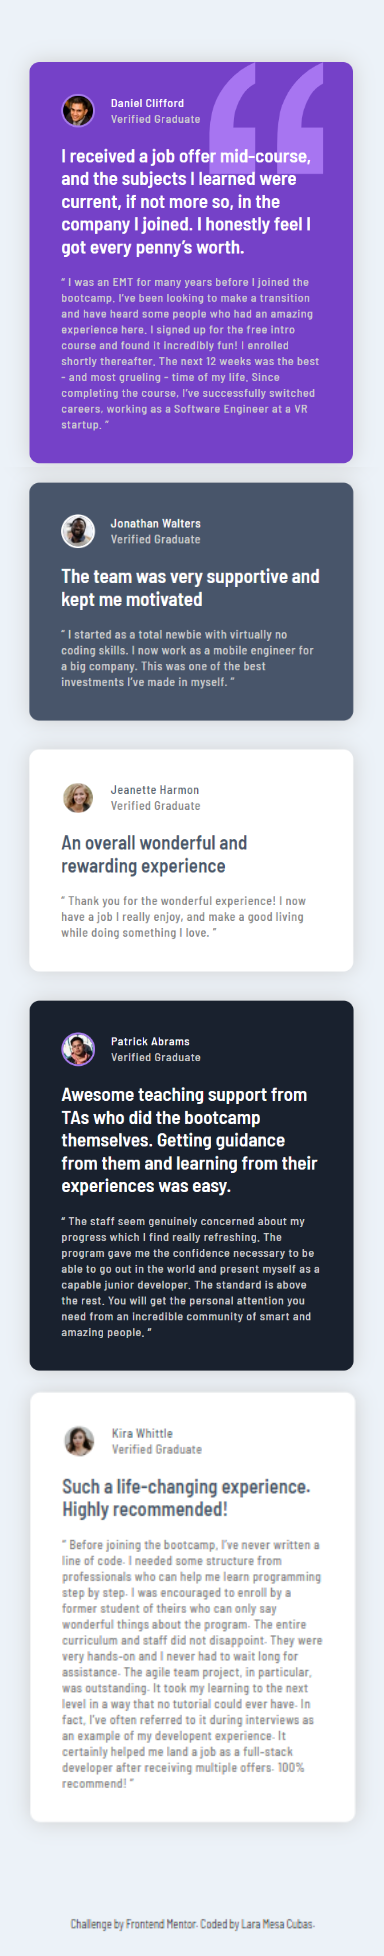 Daniel Clifford
Verified Graduate
I received a job offer mid-course,
and the subjects I learned were
current, if not more so, in the
company I joined. I honestly feel I
got every penny’s worth.
“ I was an EMT for many years before I joined the
bootcamp. I’ve been looking to make a transition
and have heard some people who had an amazing
experience here. I signed up for the free intro
course and found it incredibly fun! I enrolled
shortly thereafter. The next 12 weeks was the best
- and most grueling - time of my life. Since
completing the course, I’ve successfully switched
careers, working as a Software Engineer at a VR
startup. ”
Jonathan Walters
Verified Graduate
The team was very supportive and
kept me motivated
“ I started as a total newbie with virtually no
coding skills. I now work as a mobile engineer for
a big company. This was one of the best
investments I’ve made in myself. ”
Jeanette Harmon
Verified Graduate
An overall wonderful and
rewarding experience
“ Thank you for the wonderful experience! I now
have a job I really enjoy, and make a good living
while doing something I love. ”
Patrick Abrams
Verified Graduate
Awesome teaching support from
TAs who did the bootcamp
themselves. Getting guidance
from them and learning from their
experiences was easy.
“ The staff seem genuinely concerned about my
progress which I find really refreshing. The
program gave me the confidence necessary to be
able to go out in the world and present myself as a
capable junior developer. The standard is above
the rest. You will get the personal attention you
need from an incredible community of smart and
amazing people. ”
Kira Whittle
Verified Graduate
Such a life-changing experience.
Highly recommended!
“ Before joining the bootcamp, I’ve never written a
line of code. I needed some structure from
professionals who can help me learn programming
step by step. I was encouraged to enroll by a
former student of theirs who can only say
wonderful things about the program. The entire
curriculum and staff did not disappoint. They were
very hands-on and I never had to wait long for
assistance. The agile team project, in particular,
was outstanding. It took my learning to the next
level in a way that no tutorial could ever have. In
fact, I’ve often referred to it during interviews as
an example of my developent experience. It
certainly helped me land a job as a full-stack
developer after receiving multiple offers. 100%
recommend! ”
Challenge by Frontend Mentor. Coded by Lara Mesa Cubas.